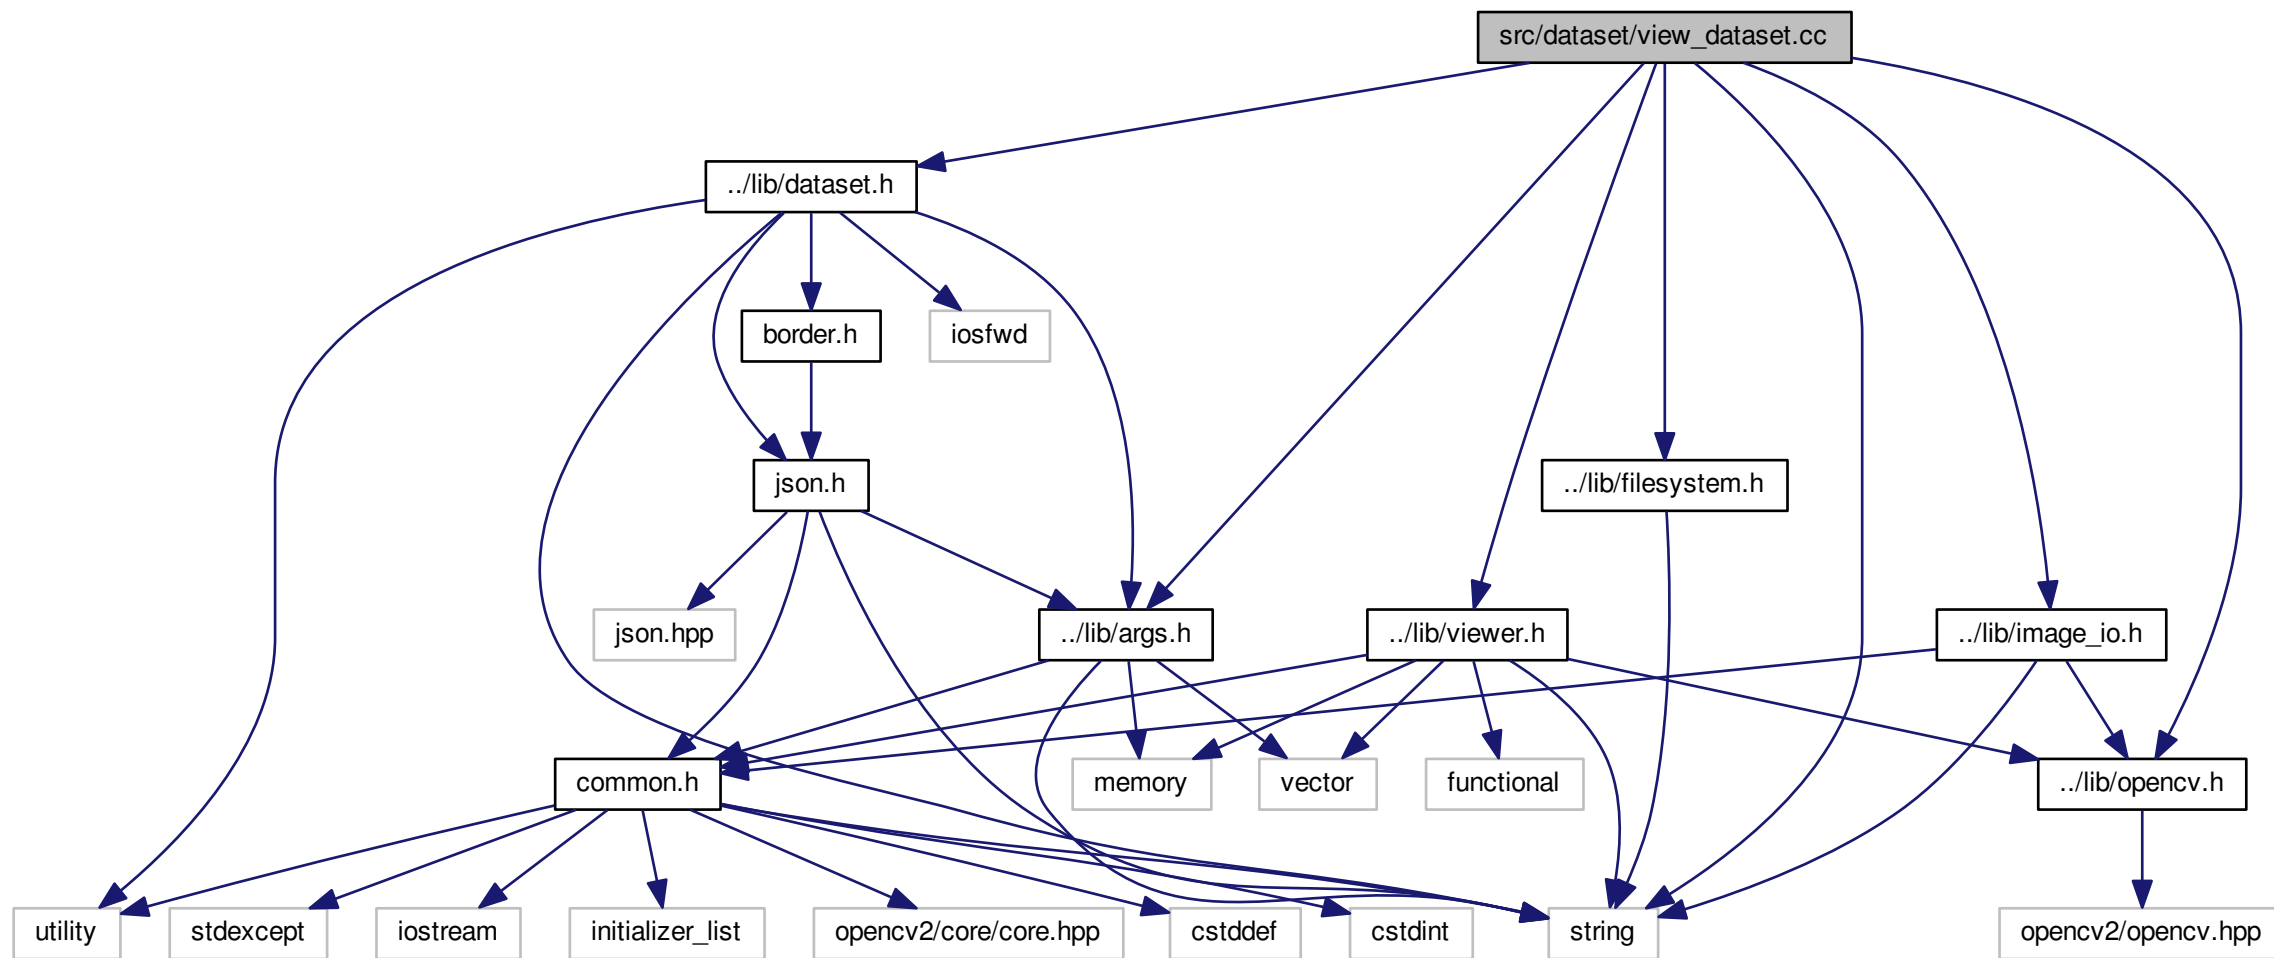 src/dataset/view_dataset.cc
../lib/dataset.h
border.h
iosfwd
json.h
../lib/filesystem.h
json.hpp
../lib/args.h
../lib/viewer.h
../lib/image_io.h
common.h
memory
vector
functional
../lib/opencv.h
utility
stdexcept
iostream
initializer_list
opencv2/core/core.hpp
cstddef
cstdint
string
opencv2/opencv.hpp